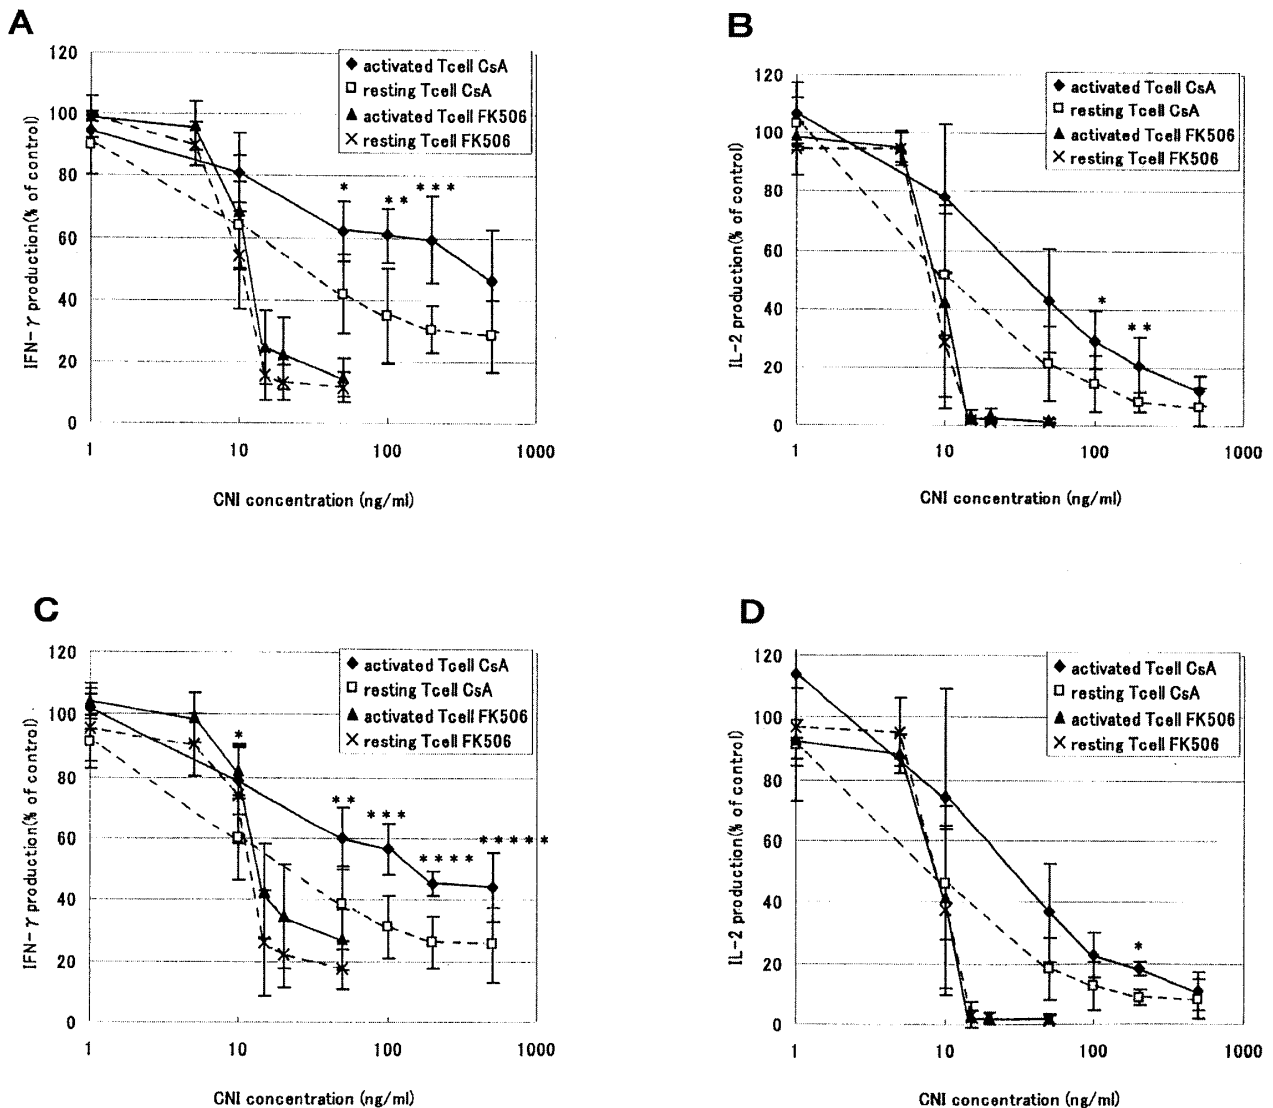 A
IFN-γ production(% of control)
120
100
80
60
40
20
0
1 10 100 1000
CNI concentration (ng/ml)
activated Tcell CsA
resting Tcell CsA
activated Tcell FK506
resting Tcell FK506
* ** ***
B
IL-2 production(% of control)
120
100
80
60
40
20
0
1 10 100 1000
CNI concentration (ng/ml)
activated Tcell CsA
resting Tcell CsA
activated Tcell FK506
resting Tcell FK506
* **
C
IFN-γ production(% of control)
120
100
80
60
40
20
0
1 10 100 1000
CNI concentration (ng/ml)
activated Tcell CsA
resting Tcell CsA
activated Tcell FK506
resting Tcell FK506
* ** *** **** *****
D
IL-2 production(% of control)
120
100
80
60
40
20
0
1 10 100 1000
CNI concentration (ng/ml)
activated Tcell CsA
resting Tcell CsA
activated Tcell FK506
resting Tcell FK506
*